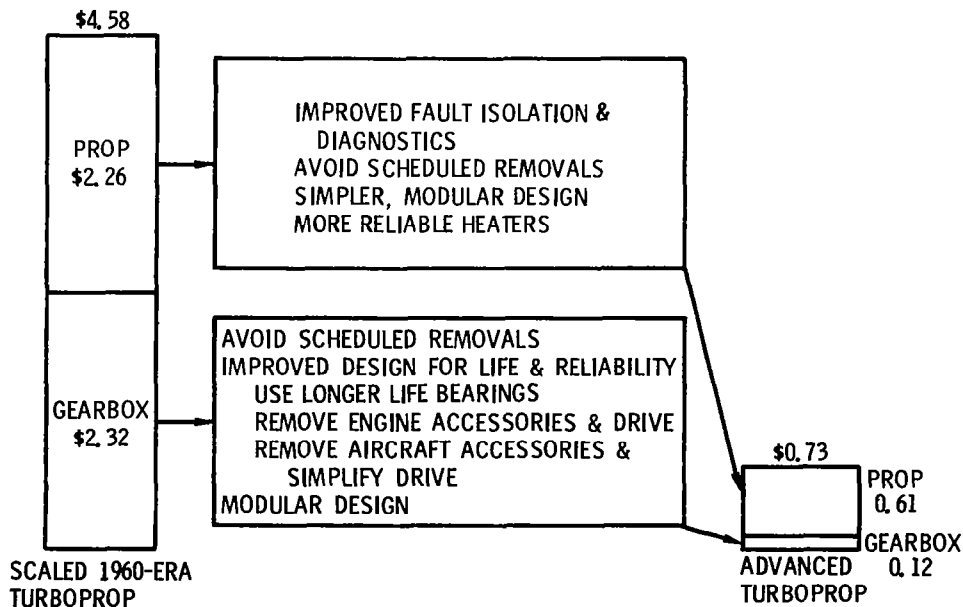 $4.58
PROP
$2.26
IMPROVED FAULT ISOLATION &
DIAGNOSTICS
AVOID SCHEDULED REMOVALS
SIMPLER, MODULAR DESIGN
MORE RELIABLE HEATERS
GEARBOX
$2.32
AVOID SCHEDULED REMOVALS
IMPROVED DESIGN FOR LIFE & RELIABILITY
USE LONGER LIFE BEARINGS
REMOVE ENGINE ACCESSORIES & DRIVE
REMOVE AIRCRAFT ACCESSORIES &
SIMPLIFY DRIVE
MODULAR DESIGN
SCALED 1960-ERA
TURBOPROP
$0.73
PROP
0.61
GEARBOX
0.12
ADVANCED
TURBOPROP